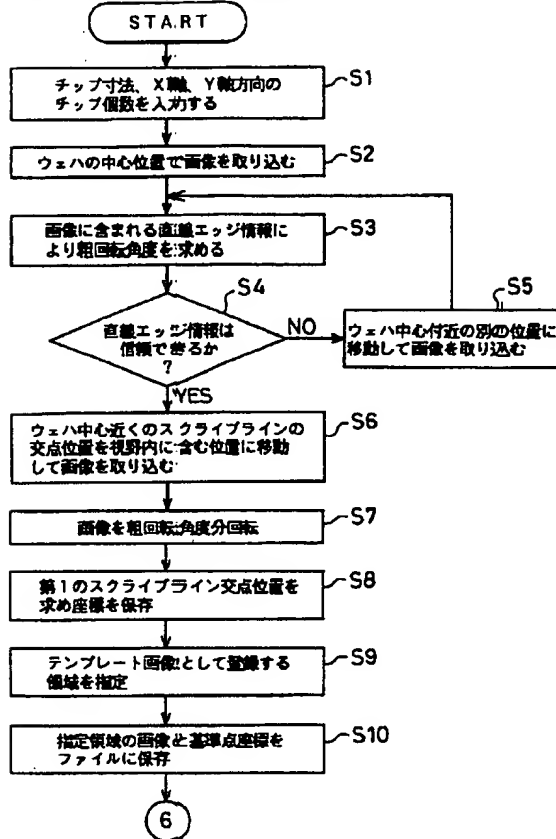 START
チップ寸法、X軸、Y軸方向の
チップ個数を入力する
S1
ウェハの中心位置で画像を取り込む
S2
画像に含まれる直線エッジ情報に
より粗回転角度を求める
S3
直線エッジ情報は
信頼できるか
?
S4
NO
ウェハ中心付近の別の位置に
移動して画像を取り込む
S5
YES
ウェハ中心近くのスクライブラインの
交点位置を視野内に含む位置に移動
して画像を取り込む
S6
画像を粗回転角度分回転
S7
第1のスクライブライン交点位置を
求め座標を保存
S8
テンプレート画像として登録する
領域を指定
S9
指定領域の画像と基準点座標を
ファイルに保存
S10
6